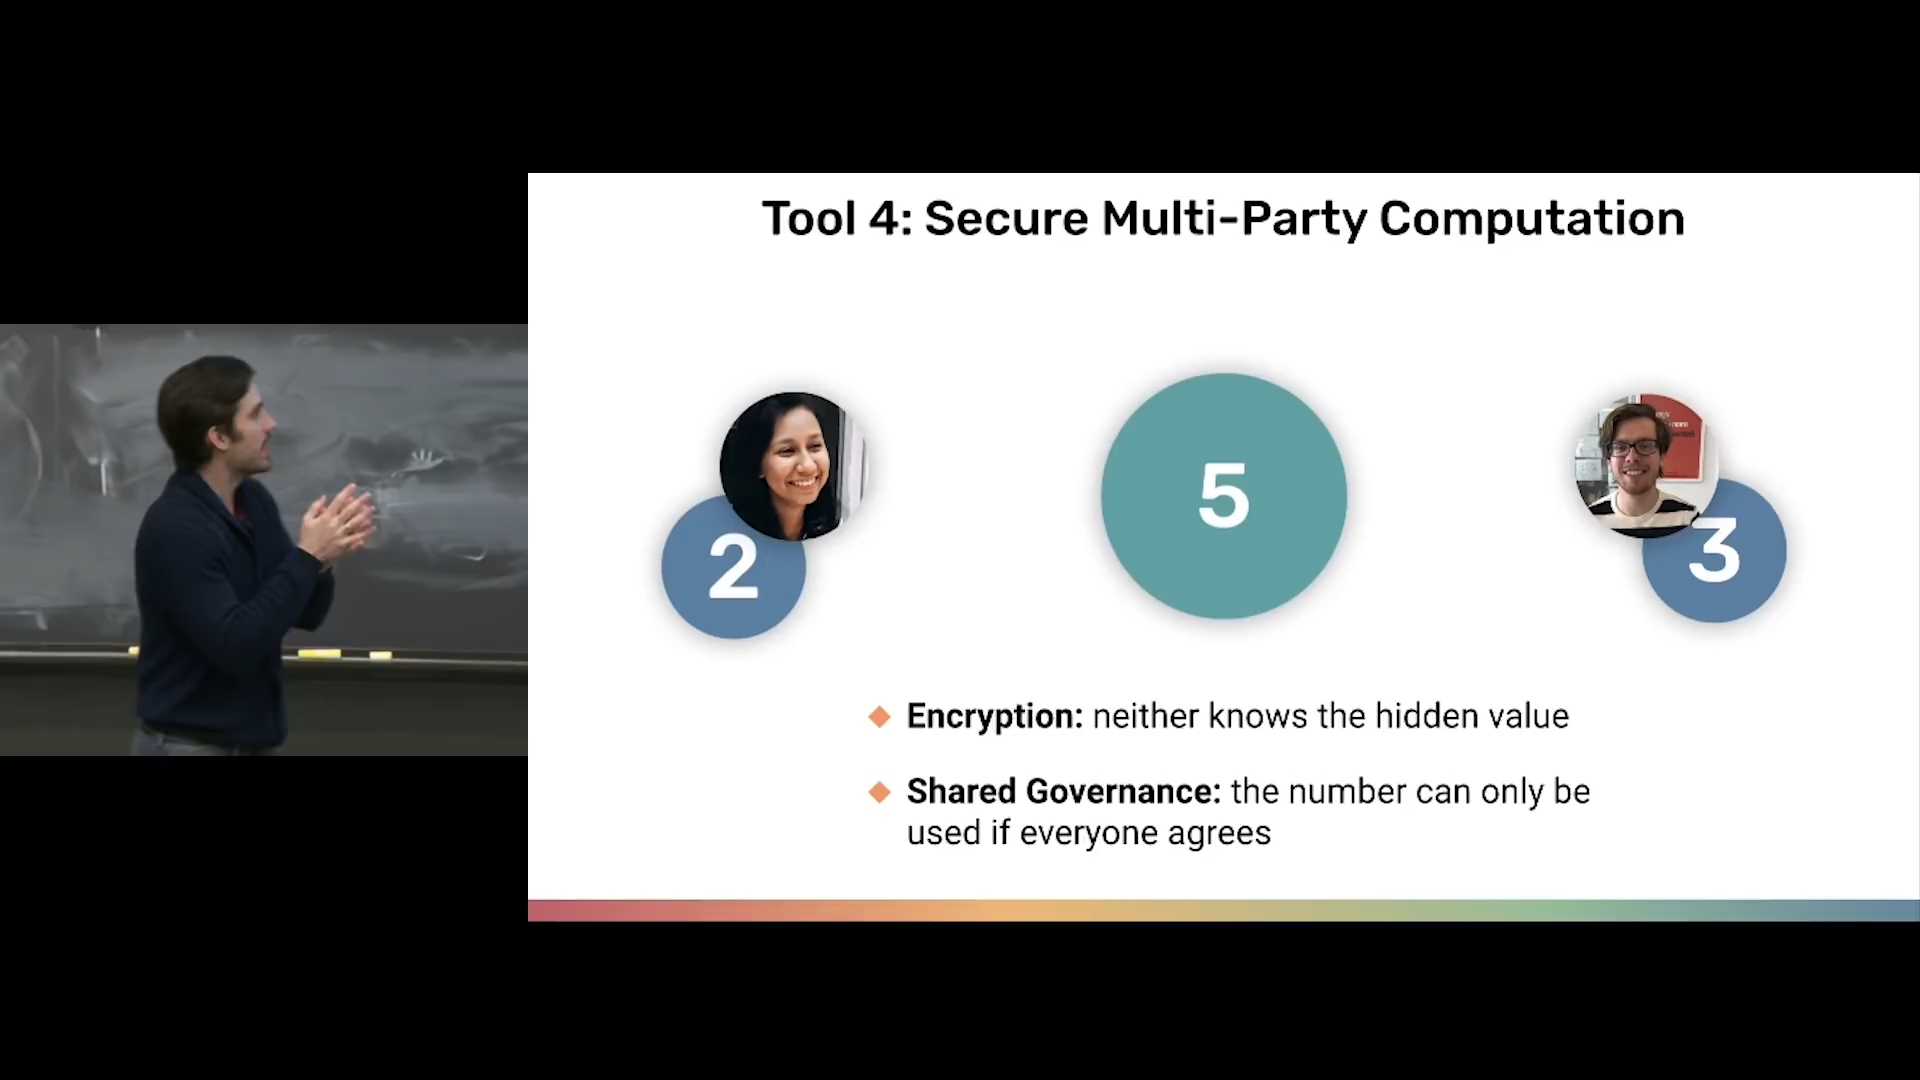 Tool 4: Secure Multi-Party Computation
2
5
3
Encryption: neither knows the hidden value
Shared Governance: the number can only be
used if everyone agrees